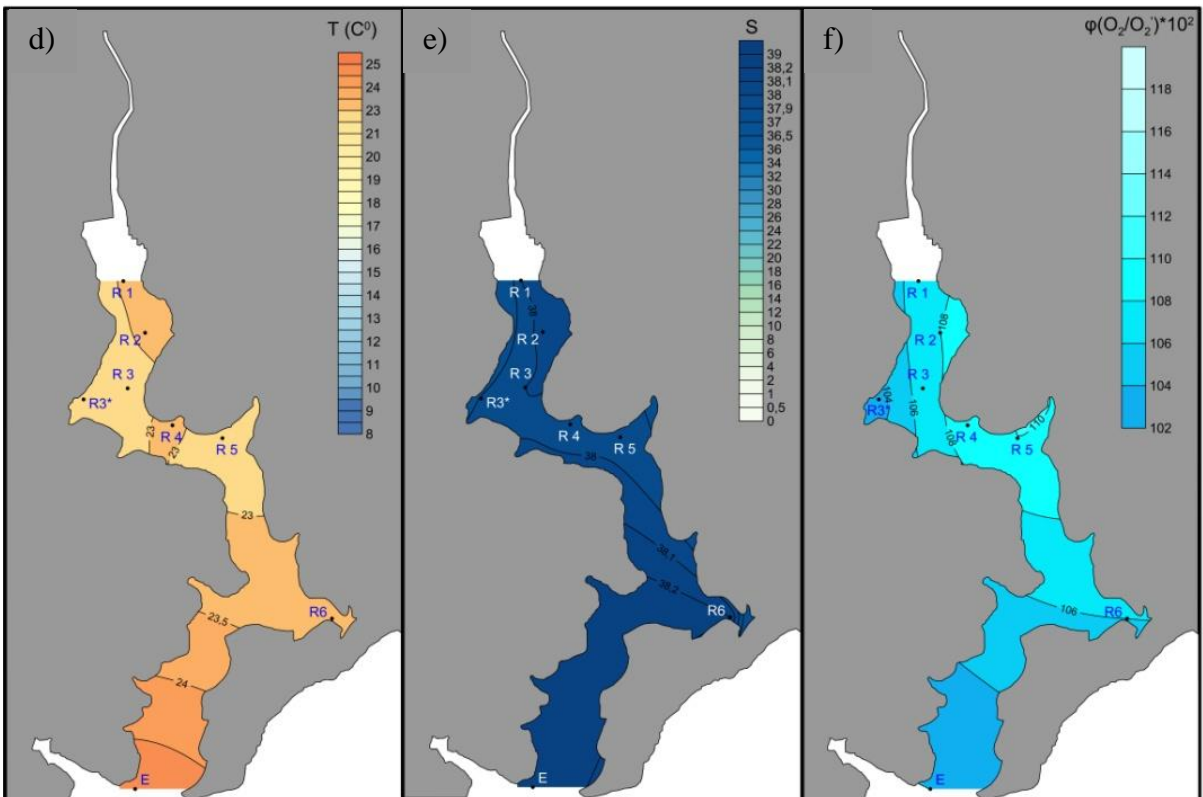 d)
T (C⁰)
25
24
23
21
20
19
18
17
16
15
14
13
12
11
10
9
8
R 1
R 2
R 3
R3*
23
R 4
23
R 5
23
R6
23,5
24
E
e)
S
39
38,2
38,1
38
37,9
37
36,5
36
34
32
30
28
26
24
22
20
18
16
14
12
10
8
6
4
2
1
0,5
R 1
38
R 2
R 3
R3*
R 4
R 5
38
38,1
38,2
R6
E
f)
φ(O₂/O₂')*10²
118
116
114
112
110
108
106
104
102
R 1
108
R 2
R 3
104
R3*
106
R 4
108
110
R 5
106
R6
E